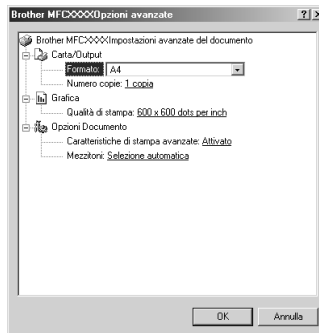 Brother MFCXXXXOpzioni avanzate
Brother MFCXXXXImpostazioni avanzate del documento
Carta/Output
Formato: A4
Numero copie: 1 copia
Grafica
Qualità di stampa: 600 x 600 dots per inch
Opzioni Documento
Caratteristiche di stampa avanzate: Attivato
Mezzitoni: Selezione automatica
OK Annulla